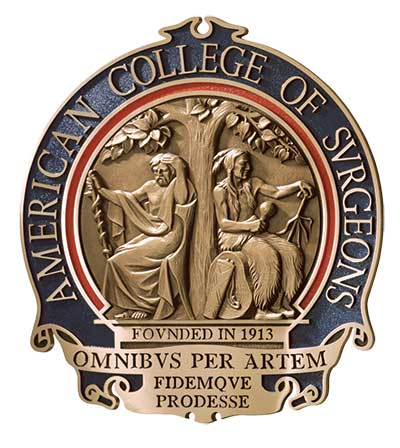 AMERICAN COLLEGE OF SVRGEONS
FOVNDED IN 1913
OMNIBVS PER ARTEM
FIDEMQVE
PRODESSE